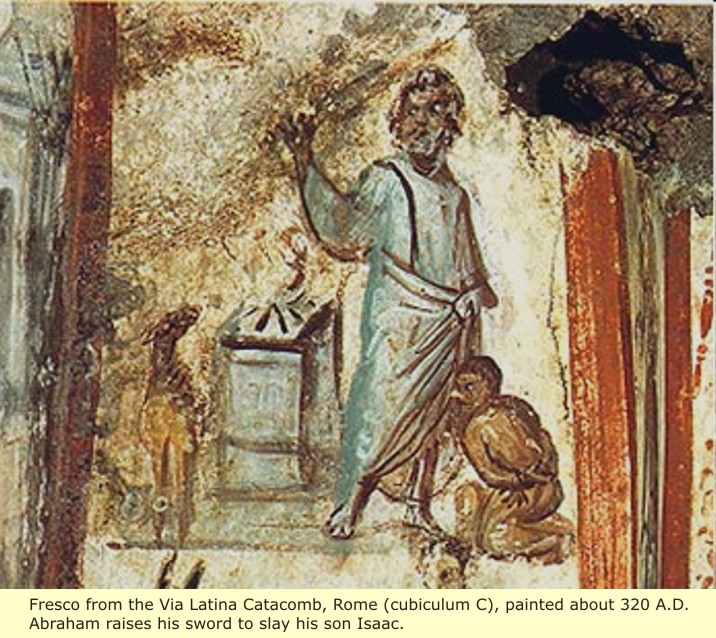 Fresco from the Via Latina Catacomb, Rome (cubiculum C), painted about 320 A.D.
Abraham raises his sword to slay his son Isaac.